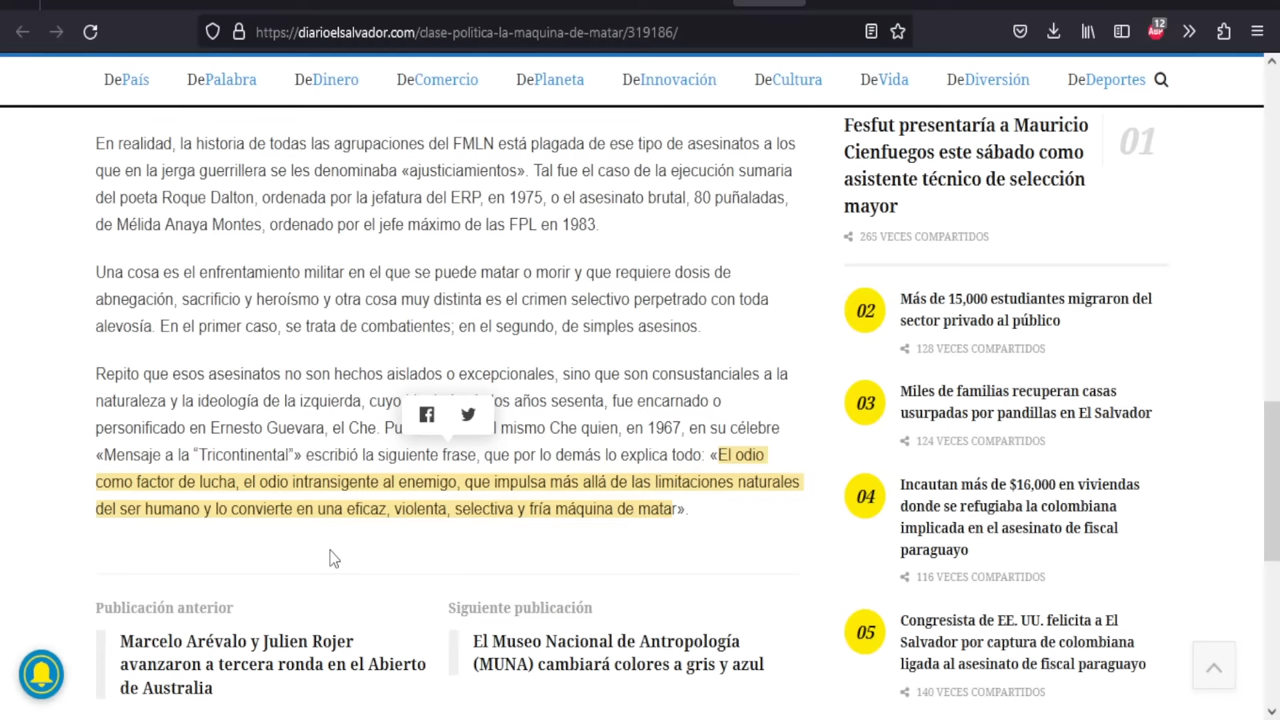 https://diarioelsalvador.com/clase-politica-la-maquina-de-matar/319186/
12
ABP
DePaís DePalabra DeDinero DeComercio DePlaneta DeInnovación DeCultura DeVida DeDiversión DeDeportes
En realidad, la historia de todas las agrupaciones del FMLN está plagada de ese tipo de asesinatos a los
que en la jerga guerrillera se les denominaba «ajusticiamientos». Tal fue el caso de la ejecución sumaria
del poeta Roque Dalton, ordenada por la jefatura del ERP, en 1975, o el asesinato brutal, 80 puñaladas,
de Mélida Anaya Montes, ordenado por el jefe máximo de las FPL en 1983.
Una cosa es el enfrentamiento militar en el que se puede matar o morir y que requiere dosis de
abnegación, sacrificio y heroísmo y otra cosa muy distinta es el crimen selectivo perpetrado con toda
alevosía. En el primer caso, se trata de combatientes; en el segundo, de simples asesinos.
Repito que esos asesinatos no son hechos aislados o excepcionales, sino que son consustanciales a la
naturaleza y la ideología de la izquierda, cuyo los años sesenta, fue encarnado o
personificado en Ernesto Guevara, el Che. mismo Che quien, en 1967, en su célebre
«Mensaje a la “Tricontinental”» escribió la siguiente frase, que por lo demás lo explica todo: «El odio
como factor de lucha, el odio intransigente al enemigo, que impulsa más allá de las limitaciones naturales
del ser humano y lo convierte en una eficaz, violenta, selectiva y fría máquina de matar».
Publicación anterior
Marcelo Arévalo y Julien Rojer
avanzaron a tercera ronda en el Abierto
de Australia
Siguiente publicación
El Museo Nacional de Antropología
(MUNA) cambiará colores a gris y azul
Fesfut presentaría a Mauricio
Cienfuegos este sábado como
asistente técnico de selección
mayor
01
265 VECES COMPARTIDOS
02
Más de 15,000 estudiantes migraron del
sector privado al público
128 VECES COMPARTIDOS
03
Miles de familias recuperan casas
usurpadas por pandillas en El Salvador
124 VECES COMPARTIDOS
04
Incautan más de $16,000 en viviendas
donde se refugiaba la colombiana
implicada en el asesinato de fiscal
paraguayo
116 VECES COMPARTIDOS
05
Congresista de EE. UU. felicita a El
Salvador por captura de colombiana
ligada al asesinato de fiscal paraguayo
140 VECES COMPARTIDOS